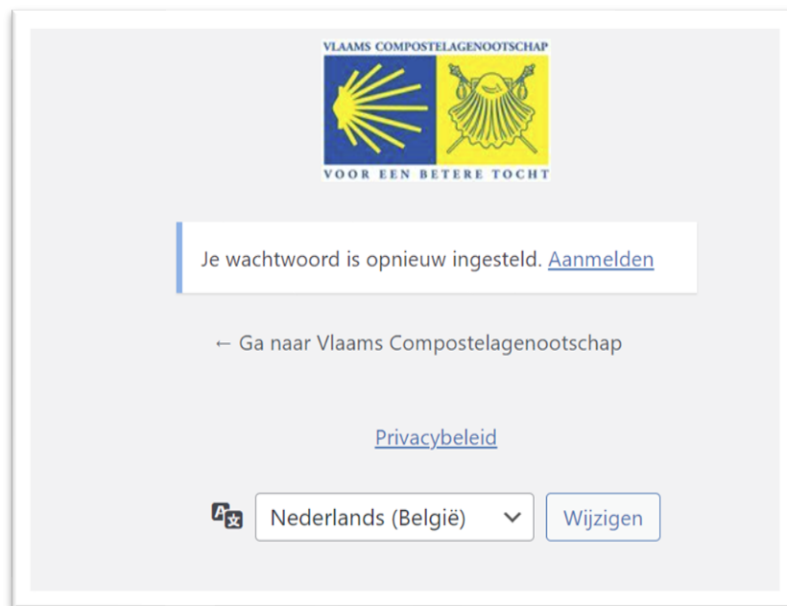 VLAAMS COMPOSTELAGENOOTSCHAP
VOOR EEN BETERE TOCHT
Je wachtwoord is opnieuw ingesteld. Aanmelden
← Ga naar Vlaams Compostelagenootschap
Privacybeleid
Nederlands (België) Wijzigen